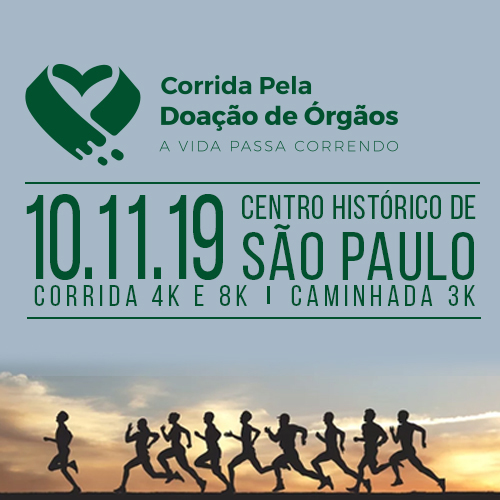 Corrida Pela
Doação de Órgãos
A VIDA PASSA CORRENDO
10.11.19
CENTRO HISTÓRICO DE
SÃO PAULO
CORRIDA 4K E 8K | CAMINHADA 3K